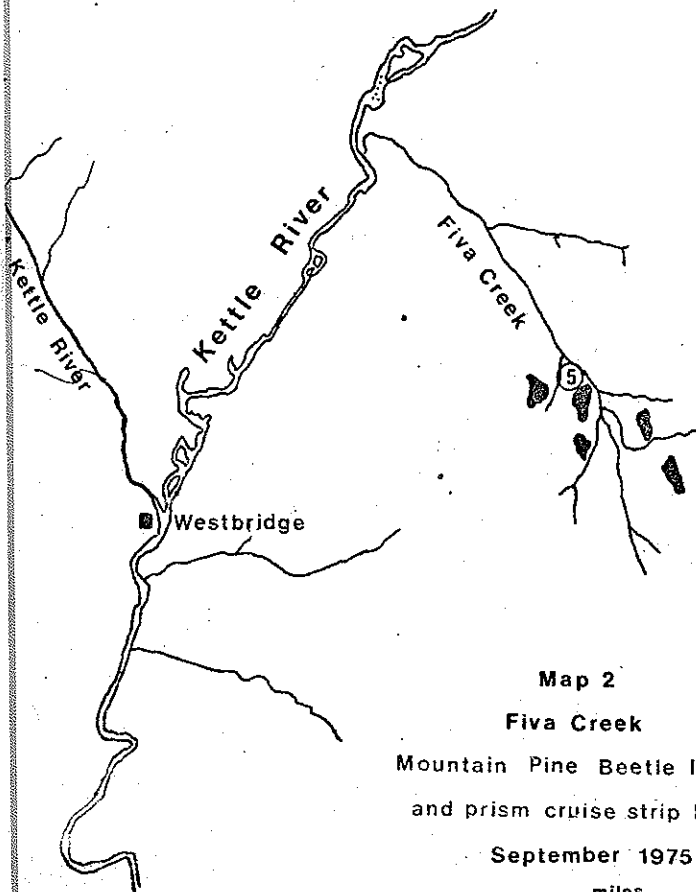 Kettle River
Kettle River
Fiva Creek
5
Westbridge
Map 2
Fiva Creek
Mountain Pine Beetle
and prism cruise strip
September 1975
miles